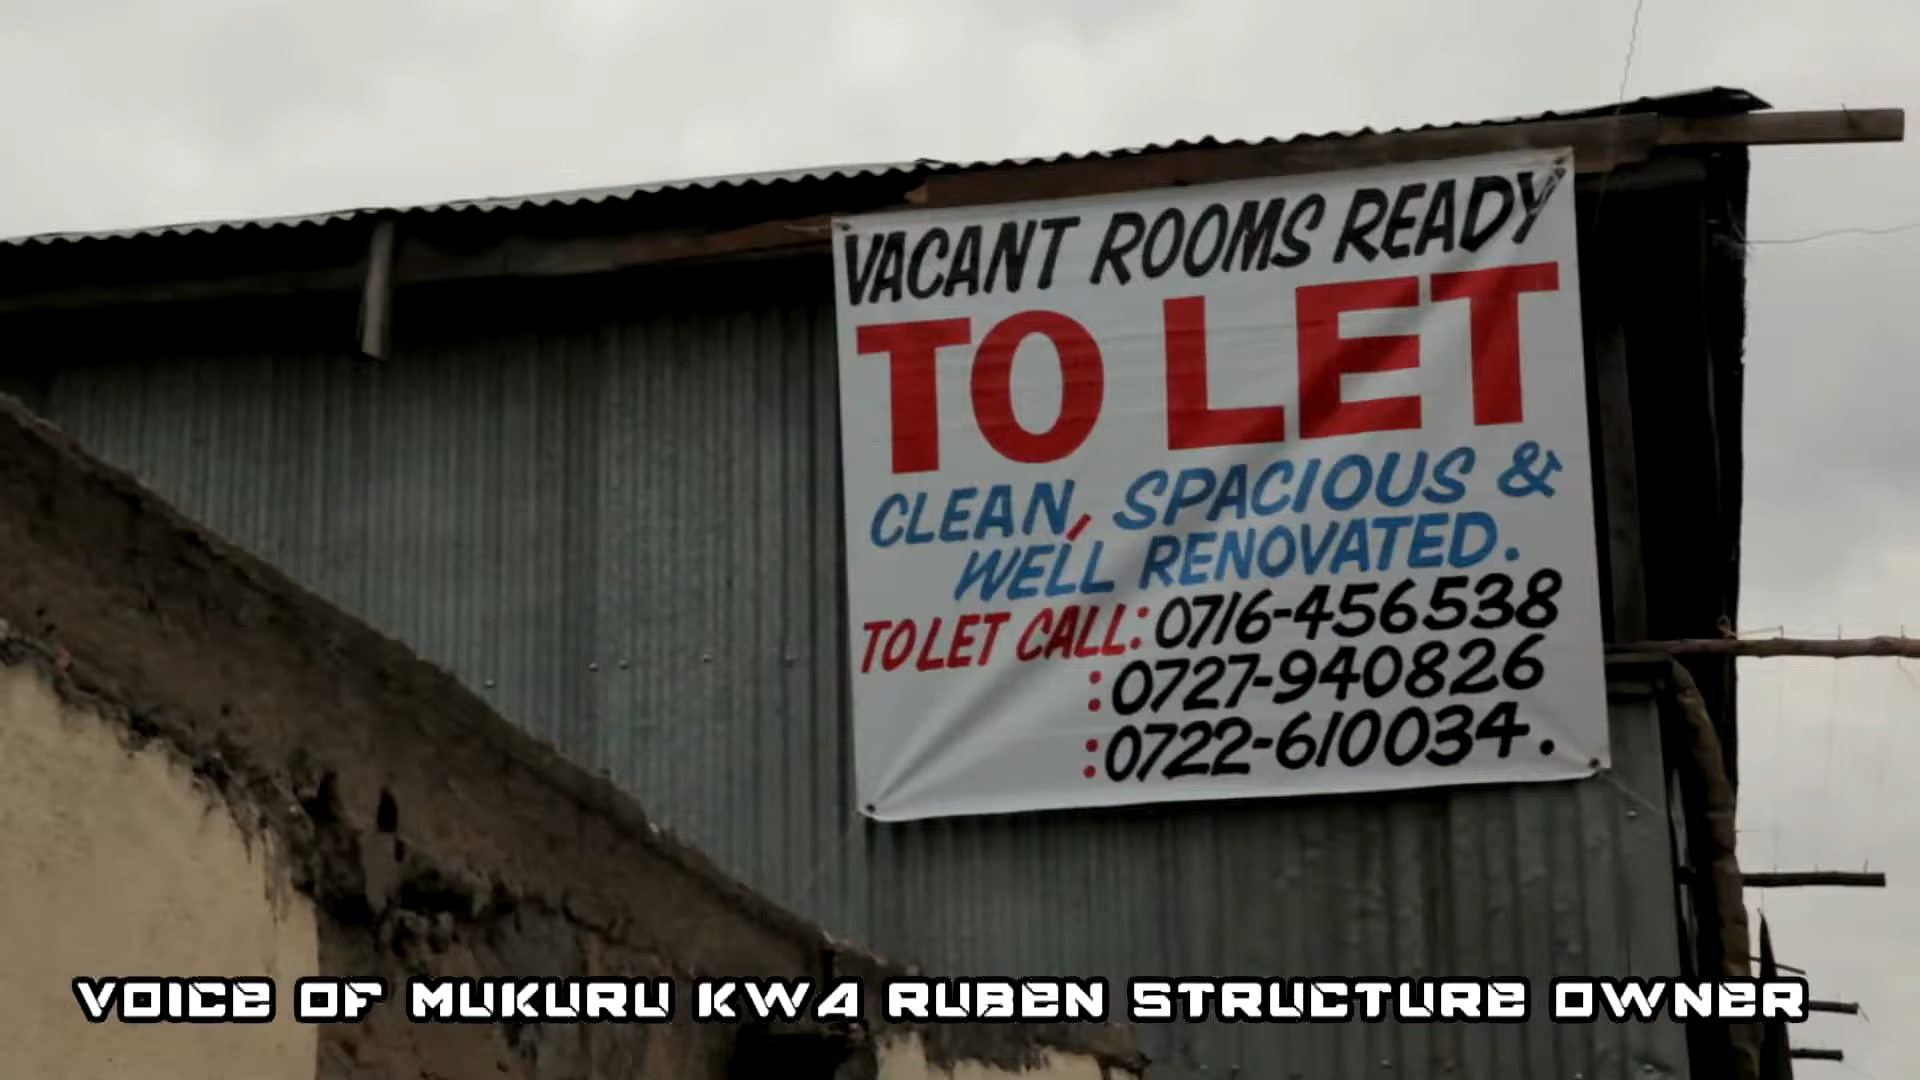 VACANT ROOMS READY
TO LET
CLEAN, SPACIOUS &
WELL RENOVATED.
TO LET CALL: 0716-456538
: 0727-940826
: 0722-610034.
VOICE OF MUKURU KWA RUBEN STRUCTURE OWNER